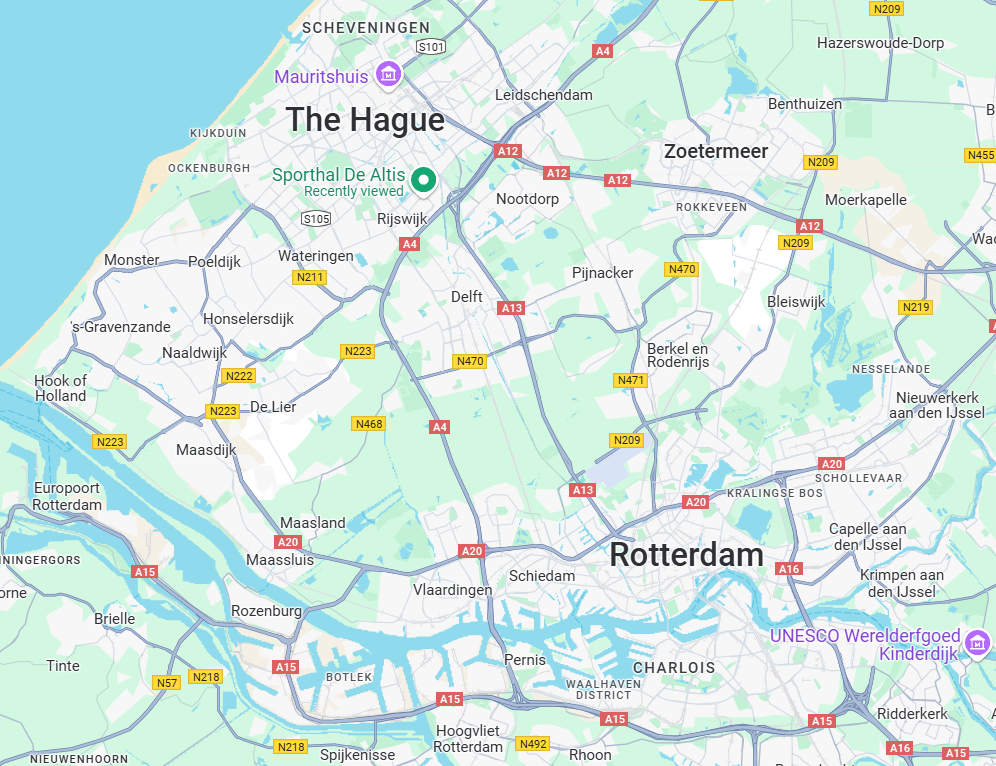 N209
SCHEVENINGEN
S101
A4
Hazerswoude-Dorp
Mauritshuis
Leidschendam
Benthuizen
The Hague
KIJKDUIN
A12
Zoetermeer
N455
OCKENBURGH
A12
A12
N209
Sporthal De Altis
Recently viewed
Nootdorp
ROKKEVEEN
Moerkapelle
S105
Rijswijk
A12
A4
N209
Monster
Poeldijk
Wateringen
N211
Pijnacker
N470
Delft
A13
Bleiswijk
N219
Honselersdijk
's-Gravenzande
Naaldwijk
N223
N470
Berkel en
Rodenrijs
NESSELANDE
N222
N471
Hook of
Holland
Nieuwerkerk
aan den IJssel
N223
De Lier
N468
A4
N223
N209
Maasdijk
A20
SCHOLLEVAAR
Europoort
Rotterdam
A13
KRALINGSE BOS
A20
Maasland
Capelle aan
den IJssel
A20
A20
Rotterdam
Maassluis
A15
A16
Schiedam
Krimpen aan
den IJssel
Vlaardingen
Rozenburg
Brielle
UNESCO Werelderfgoed
Kinderdijk
Tinte
A15
Pernis
CHARLOIS
BOTLEK
N218
N57
WAALHAVEN
DISTRICT
A15
A15
A15
Ridderkerk
Hoogvliet
Rotterdam
N492
N218
A16
A15
Spijkenisse
Rhoon
NIEUWENHOORN